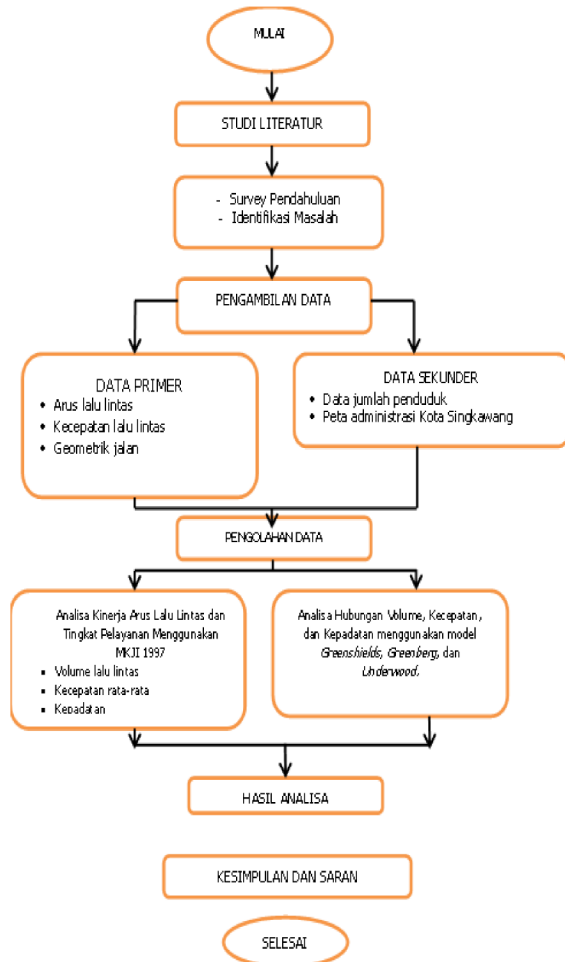 MULAI
STUDI LITERATUR
- Survey Pendahuluan
- Identifikasi Masalah
PENGAMBILAN DATA
DATA PRIMER
• Arus lalu lintas
• Kecepatan lalu lintas
• Geometrik jalan
DATA SEKUNDER
• Data jumlah penduduk
• Peta administrasi Kota Singkawang
PENGOLAHAN DATA
Analisa Kinerja Arus Lalu Lintas dan
Tingkat Pelayanan Menggunakan
MKJI 1997
▪ Volume lalu lintas
▪ Kecepatan rata-rata
▪ Kepadatan
Analisa Hubungan Volume, Kecepatan,
dan Kepadatan menggunakan model
Greenshields, Greenberg, dan
Underwood.
HASIL ANALISA
KESIMPULAN DAN SARAN
SELESAI